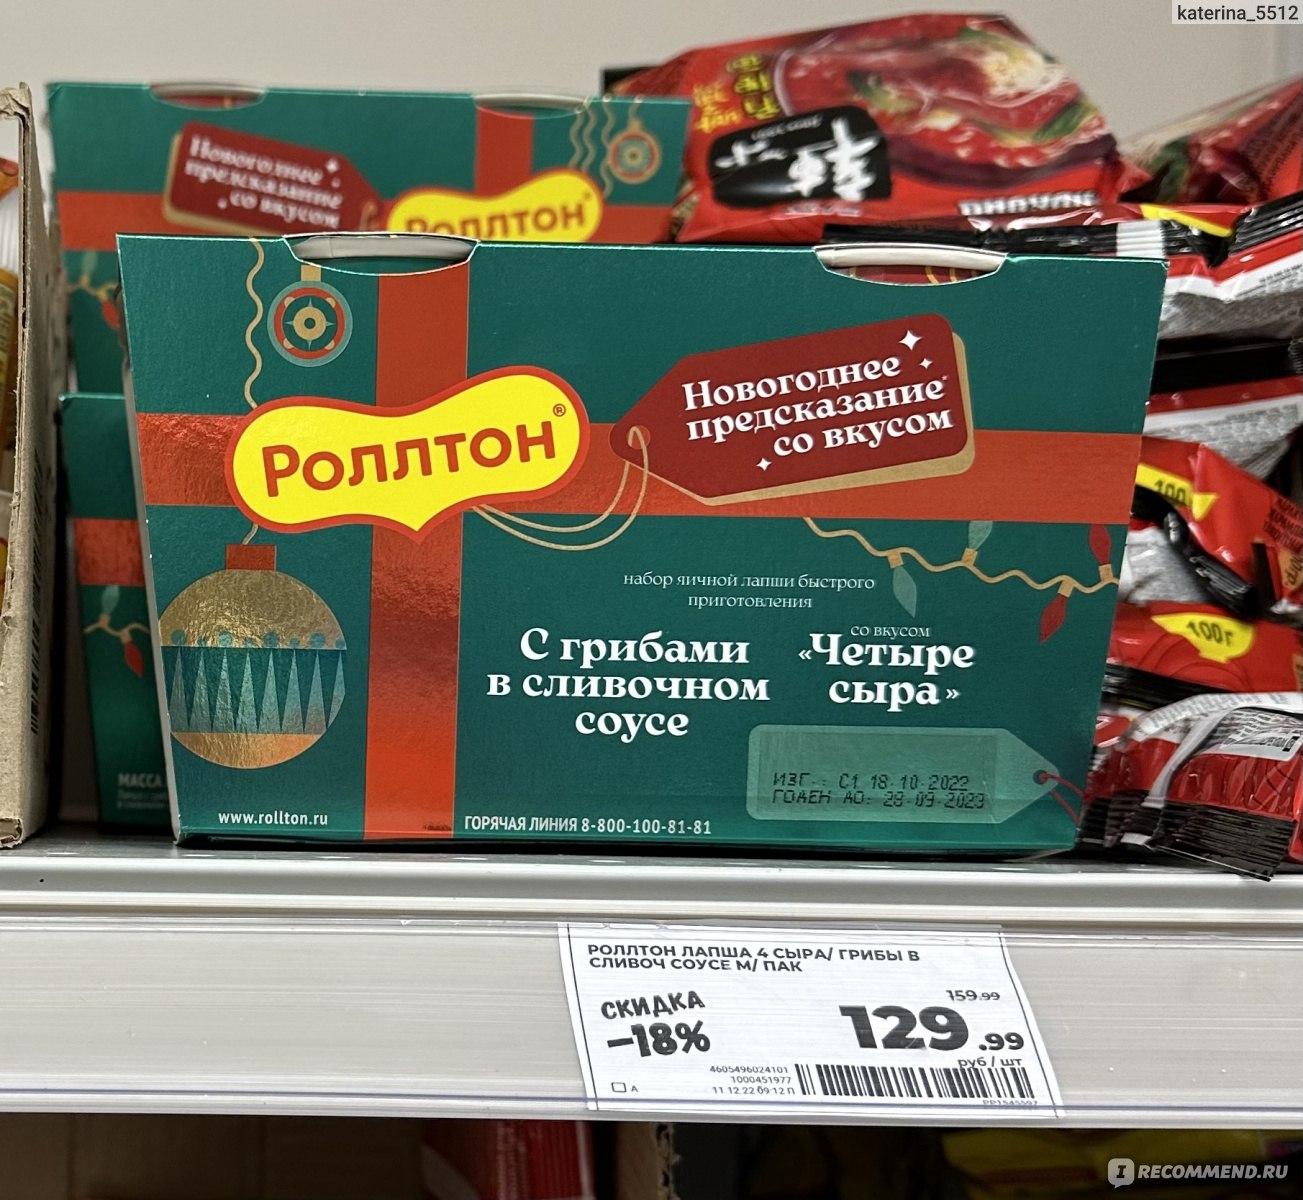 katerina_5512
Новогоднее
предсказание
со вкусом
Роллтон
Роллтон®
Новогоднее
предсказание*
со вкусом
набор яичной лапши быстрого
приготовления
С грибами
в сливочном
соусе
со вкусом
«Четыре
сыра»
МАССА
ИЗГ.: С1 18.10.2022
ГОДЕН ДО: 28.09.2023
www.rollton.ru
ГОРЯЧАЯ ЛИНИЯ 8-800-100-81-81
100
100г
РОЛЛТОН ЛАПША 4 СЫРА/ ГРИБЫ В
СЛИВОЧ СОУСЕ М/ ПАК
СКИДКА
-18%
159.99
129.99
руб / шт
4605496024101
1000451977
11 12 22 09:12 П
А
PP1545597
IRECOMMEND.RU